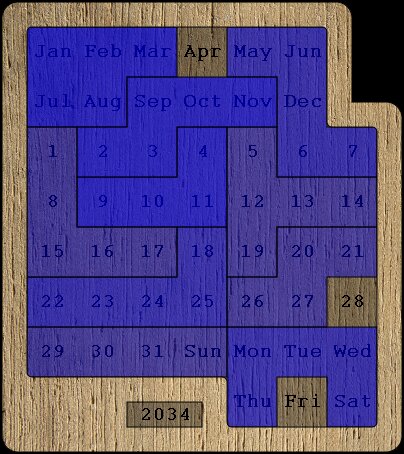 Jan Feb Mar Apr May Jun
Jul Aug Sep Oct Nov Dec
1 2 3 4 5 6 7
8 9 10 11 12 13 14
15 16 17 18 19 20 21
22 23 24 25 26 27 28
29 30 31 Sun Mon Tue Wed
Thu Fri Sat
2034